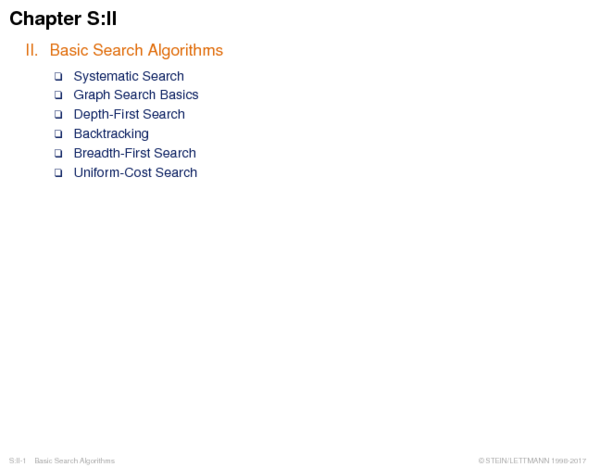 Chapter S:II
II. Basic Search Algorithms
❑ Systematic Search
❑ Graph Search Basics
❑ Depth-First Search
❑ Backtracking
❑ Breadth-First Search
❑ Uniform-Cost Search
S:II-1 Basic Search Algorithms © STEIN/LETTMANN 1998-2017